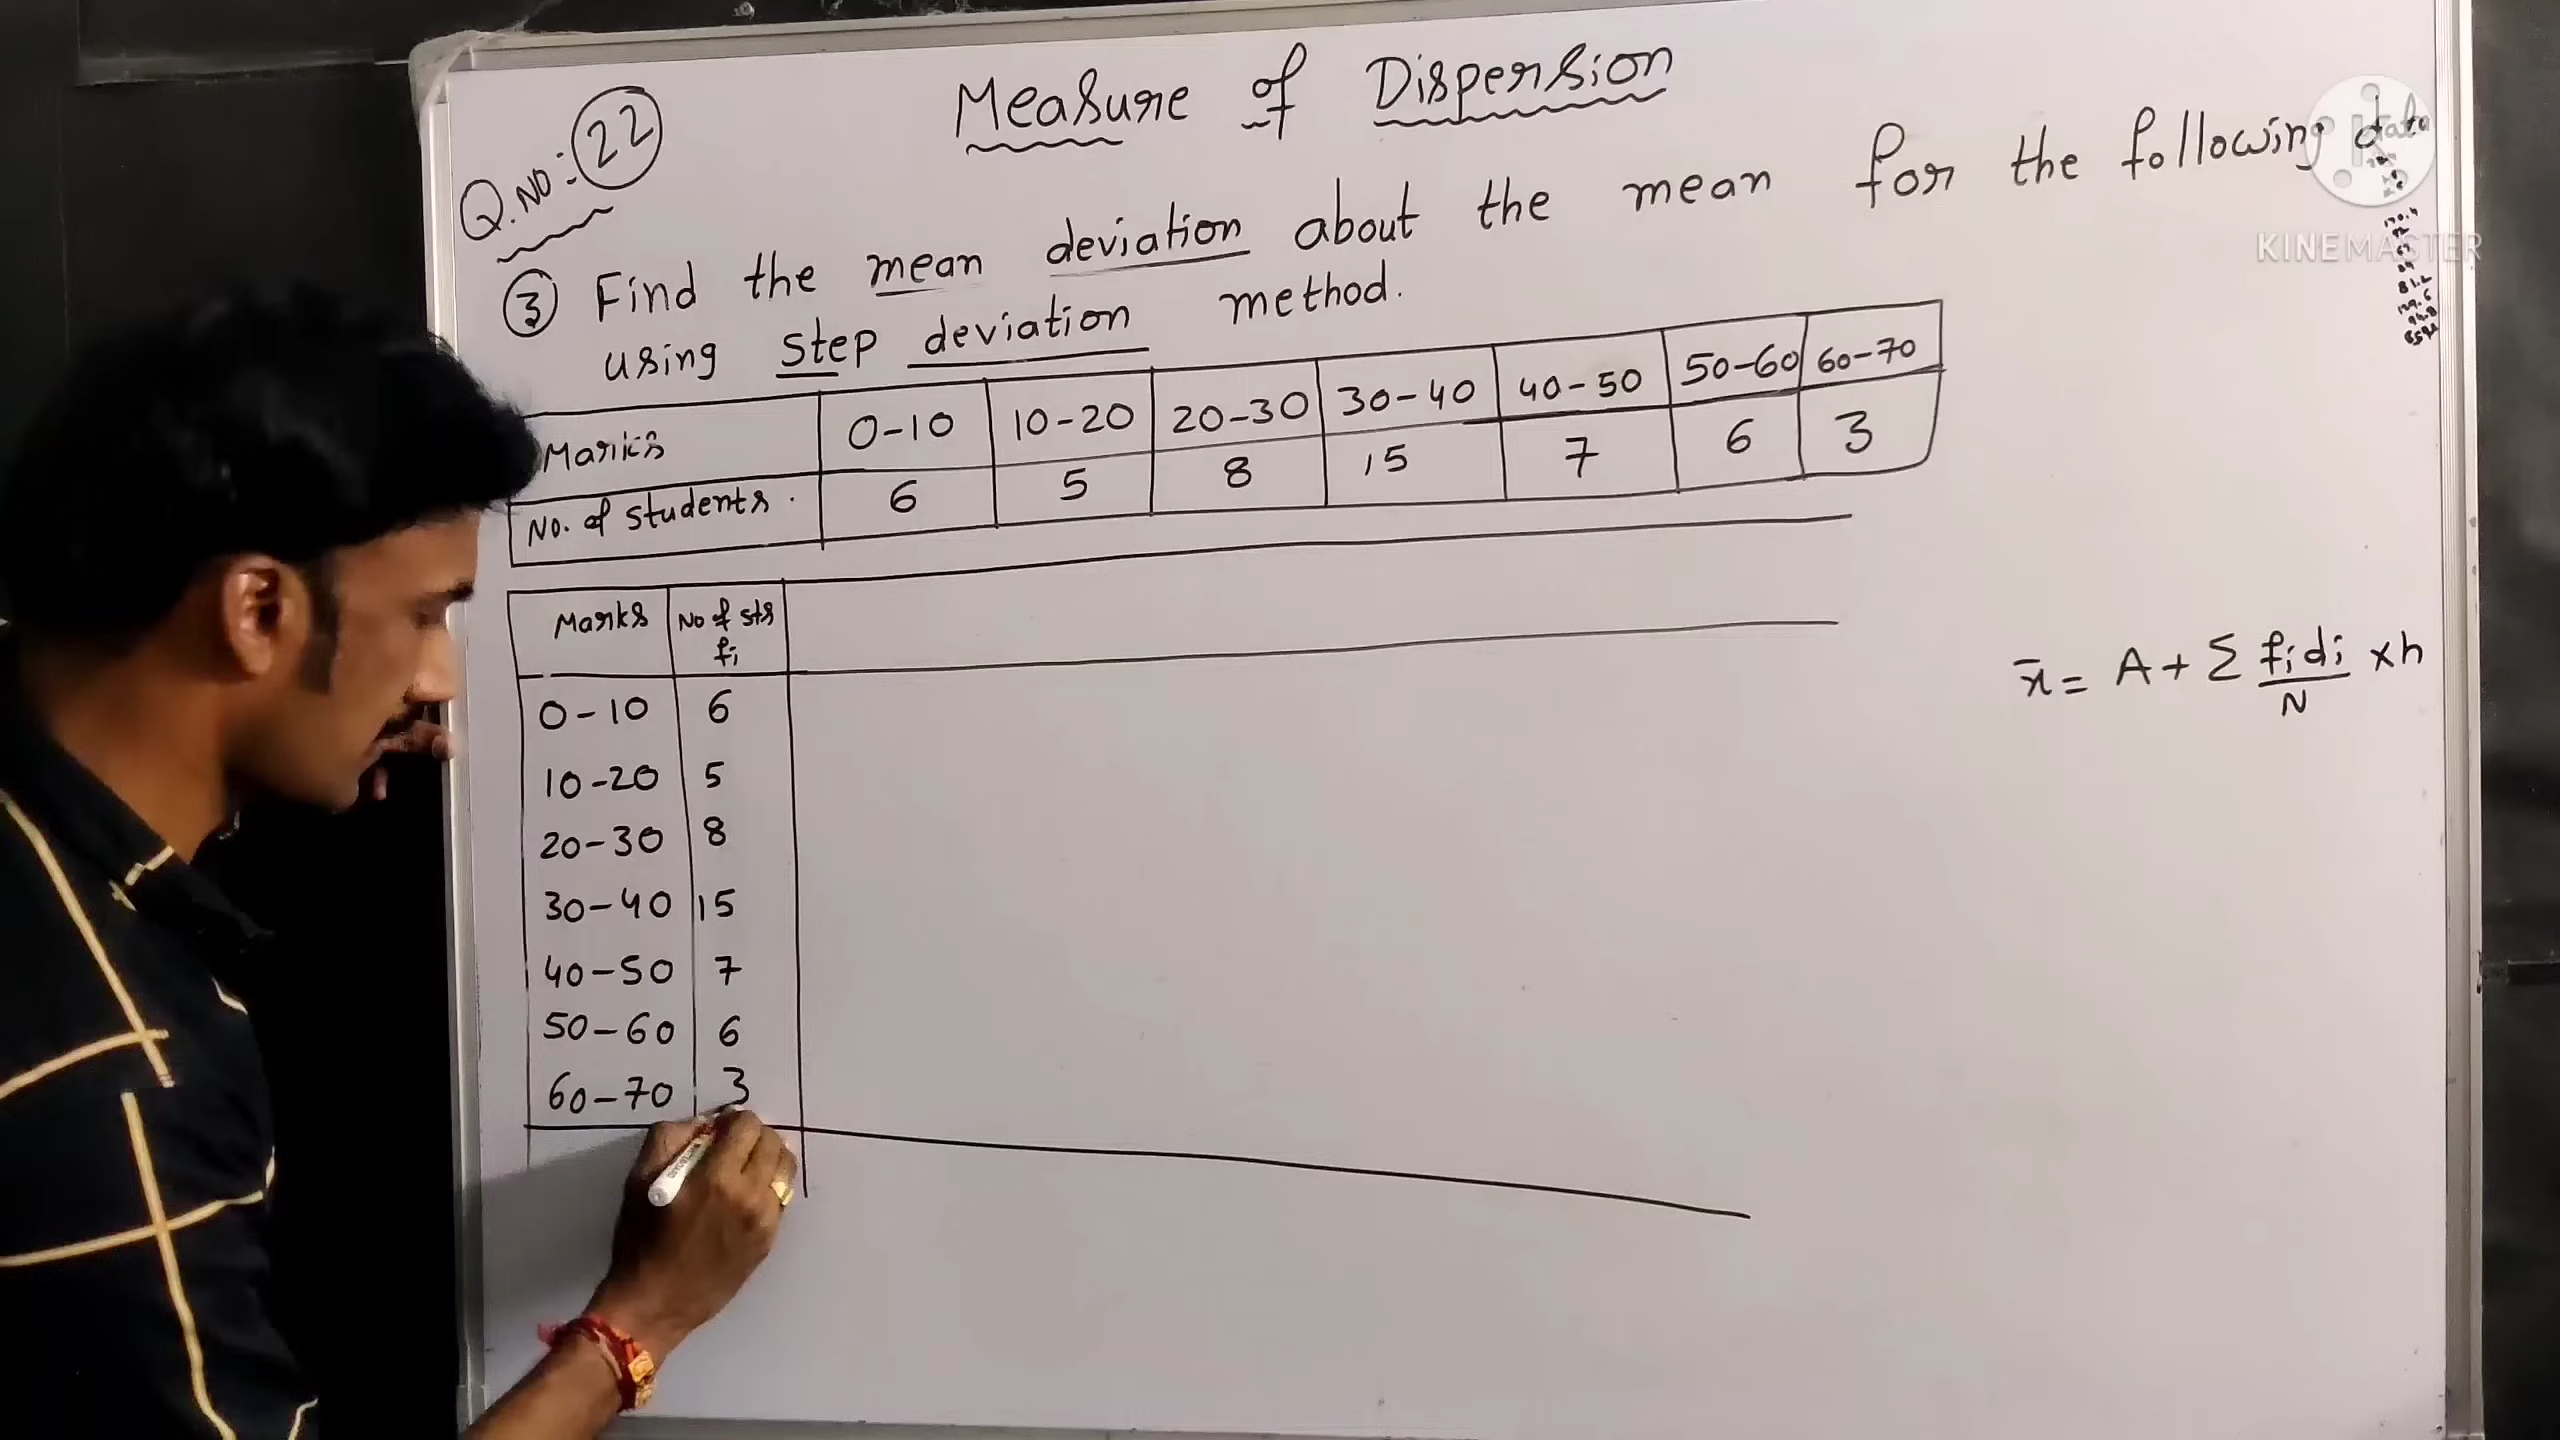 Measure of Dispersion
Q.NO:- 22
3 Find the mean deviation about the mean for the following data
using step deviation method.
Marks 0-10 10-20 20-30 30-40 40-50 50-60 60-70
No. of students. 6 5 8 15 7 6 3
KINEMASTER
Marks No of sts
fi
0-10 6
10-20 5
20-30 8
30-40 15
40-50 7
50-60 6
60-70 3
x̄ = A + Σ fidi/N × h